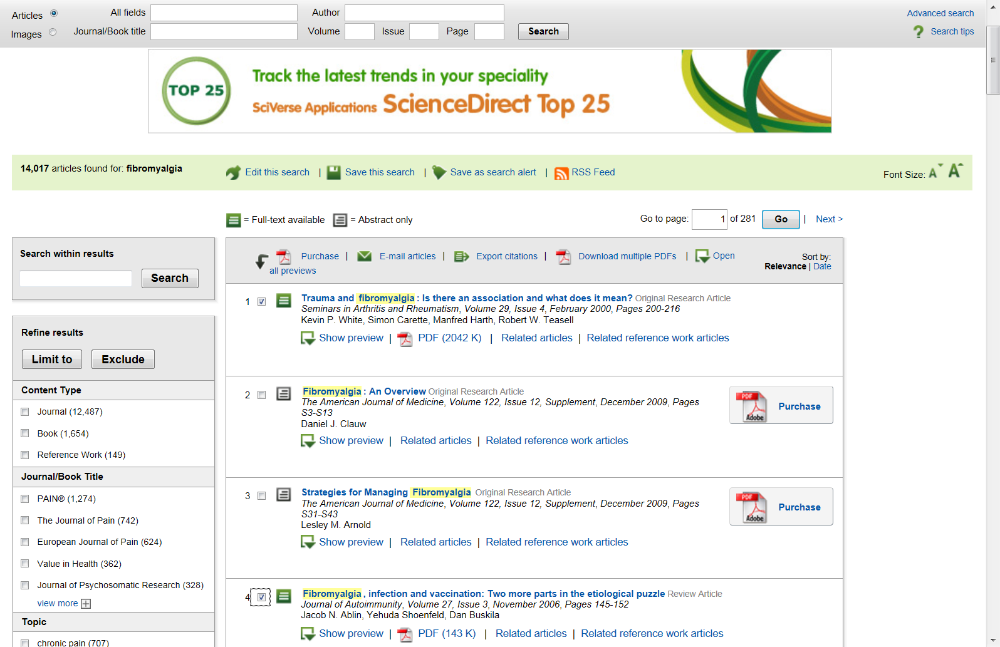 Articles All fields Author Advanced search
Images Journal/Book title Volume Issue Page Search ? Search tips
TOP 25
Track the latest trends in your speciality
SciVerse Applications ScienceDirect Top 25
14,017 articles found for: fibromyalgia
Edit this search | Save this search | Save as search alert | RSS Feed
Font Size: A A
= Full-text available = Abstract only
Go to page: 1 of 281 Go | Next >
Search within results
Search
Refine results
Limit to Exclude
Content Type
Journal (12,487)
Book (1,654)
Reference Work (149)
Journal/Book Title
PAIN® (1,274)
The Journal of Pain (742)
European Journal of Pain (624)
Value in Health (362)
Journal of Psychosomatic Research (328)
view more
Topic
chronic pain (707)
Purchase | E-mail articles | Export citations | Download multiple PDFs | Open
all previews
Sort by:
Relevance | Date
1 Trauma and fibromyalgia: Is there an association and what does it mean? Original Research Article
Seminars in Arthritis and Rheumatism, Volume 29, Issue 4, February 2000, Pages 200-216
Kevin P. White, Simon Carette, Manfred Harth, Robert W. Teasell
Show preview | PDF (2042 K) | Related articles | Related reference work articles
2 Fibromyalgia: An Overview Original Research Article
The American Journal of Medicine, Volume 122, Issue 12, Supplement, December 2009, Pages
S3-S13
Daniel J. Clauw
Show preview | Related articles | Related reference work articles
PDF Adobe Purchase
3 Strategies for Managing Fibromyalgia Original Research Article
The American Journal of Medicine, Volume 122, Issue 12, Supplement, December 2009, Pages
S31-S43
Lesley M. Arnold
Show preview | Related articles | Related reference work articles
PDF Adobe Purchase
4 Fibromyalgia, infection and vaccination: Two more parts in the etiological puzzle Review Article
Journal of Autoimmunity, Volume 27, Issue 3, November 2006, Pages 145-152
Jacob N. Ablin, Yehuda Shoenfeld, Dan Buskila
Show preview | PDF (143 K) | Related articles | Related reference work articles